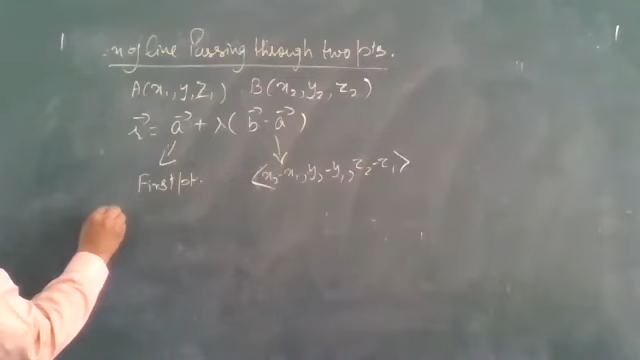 n of line Passing through two pts.
A(x₁, y, z₁) B(x₂, y₂, z₂)
r⃗ = a⃗ + λ( b⃗ - a⃗ )
First pt. <x₂-x₁, y₂-y₁, z₂-z₁>